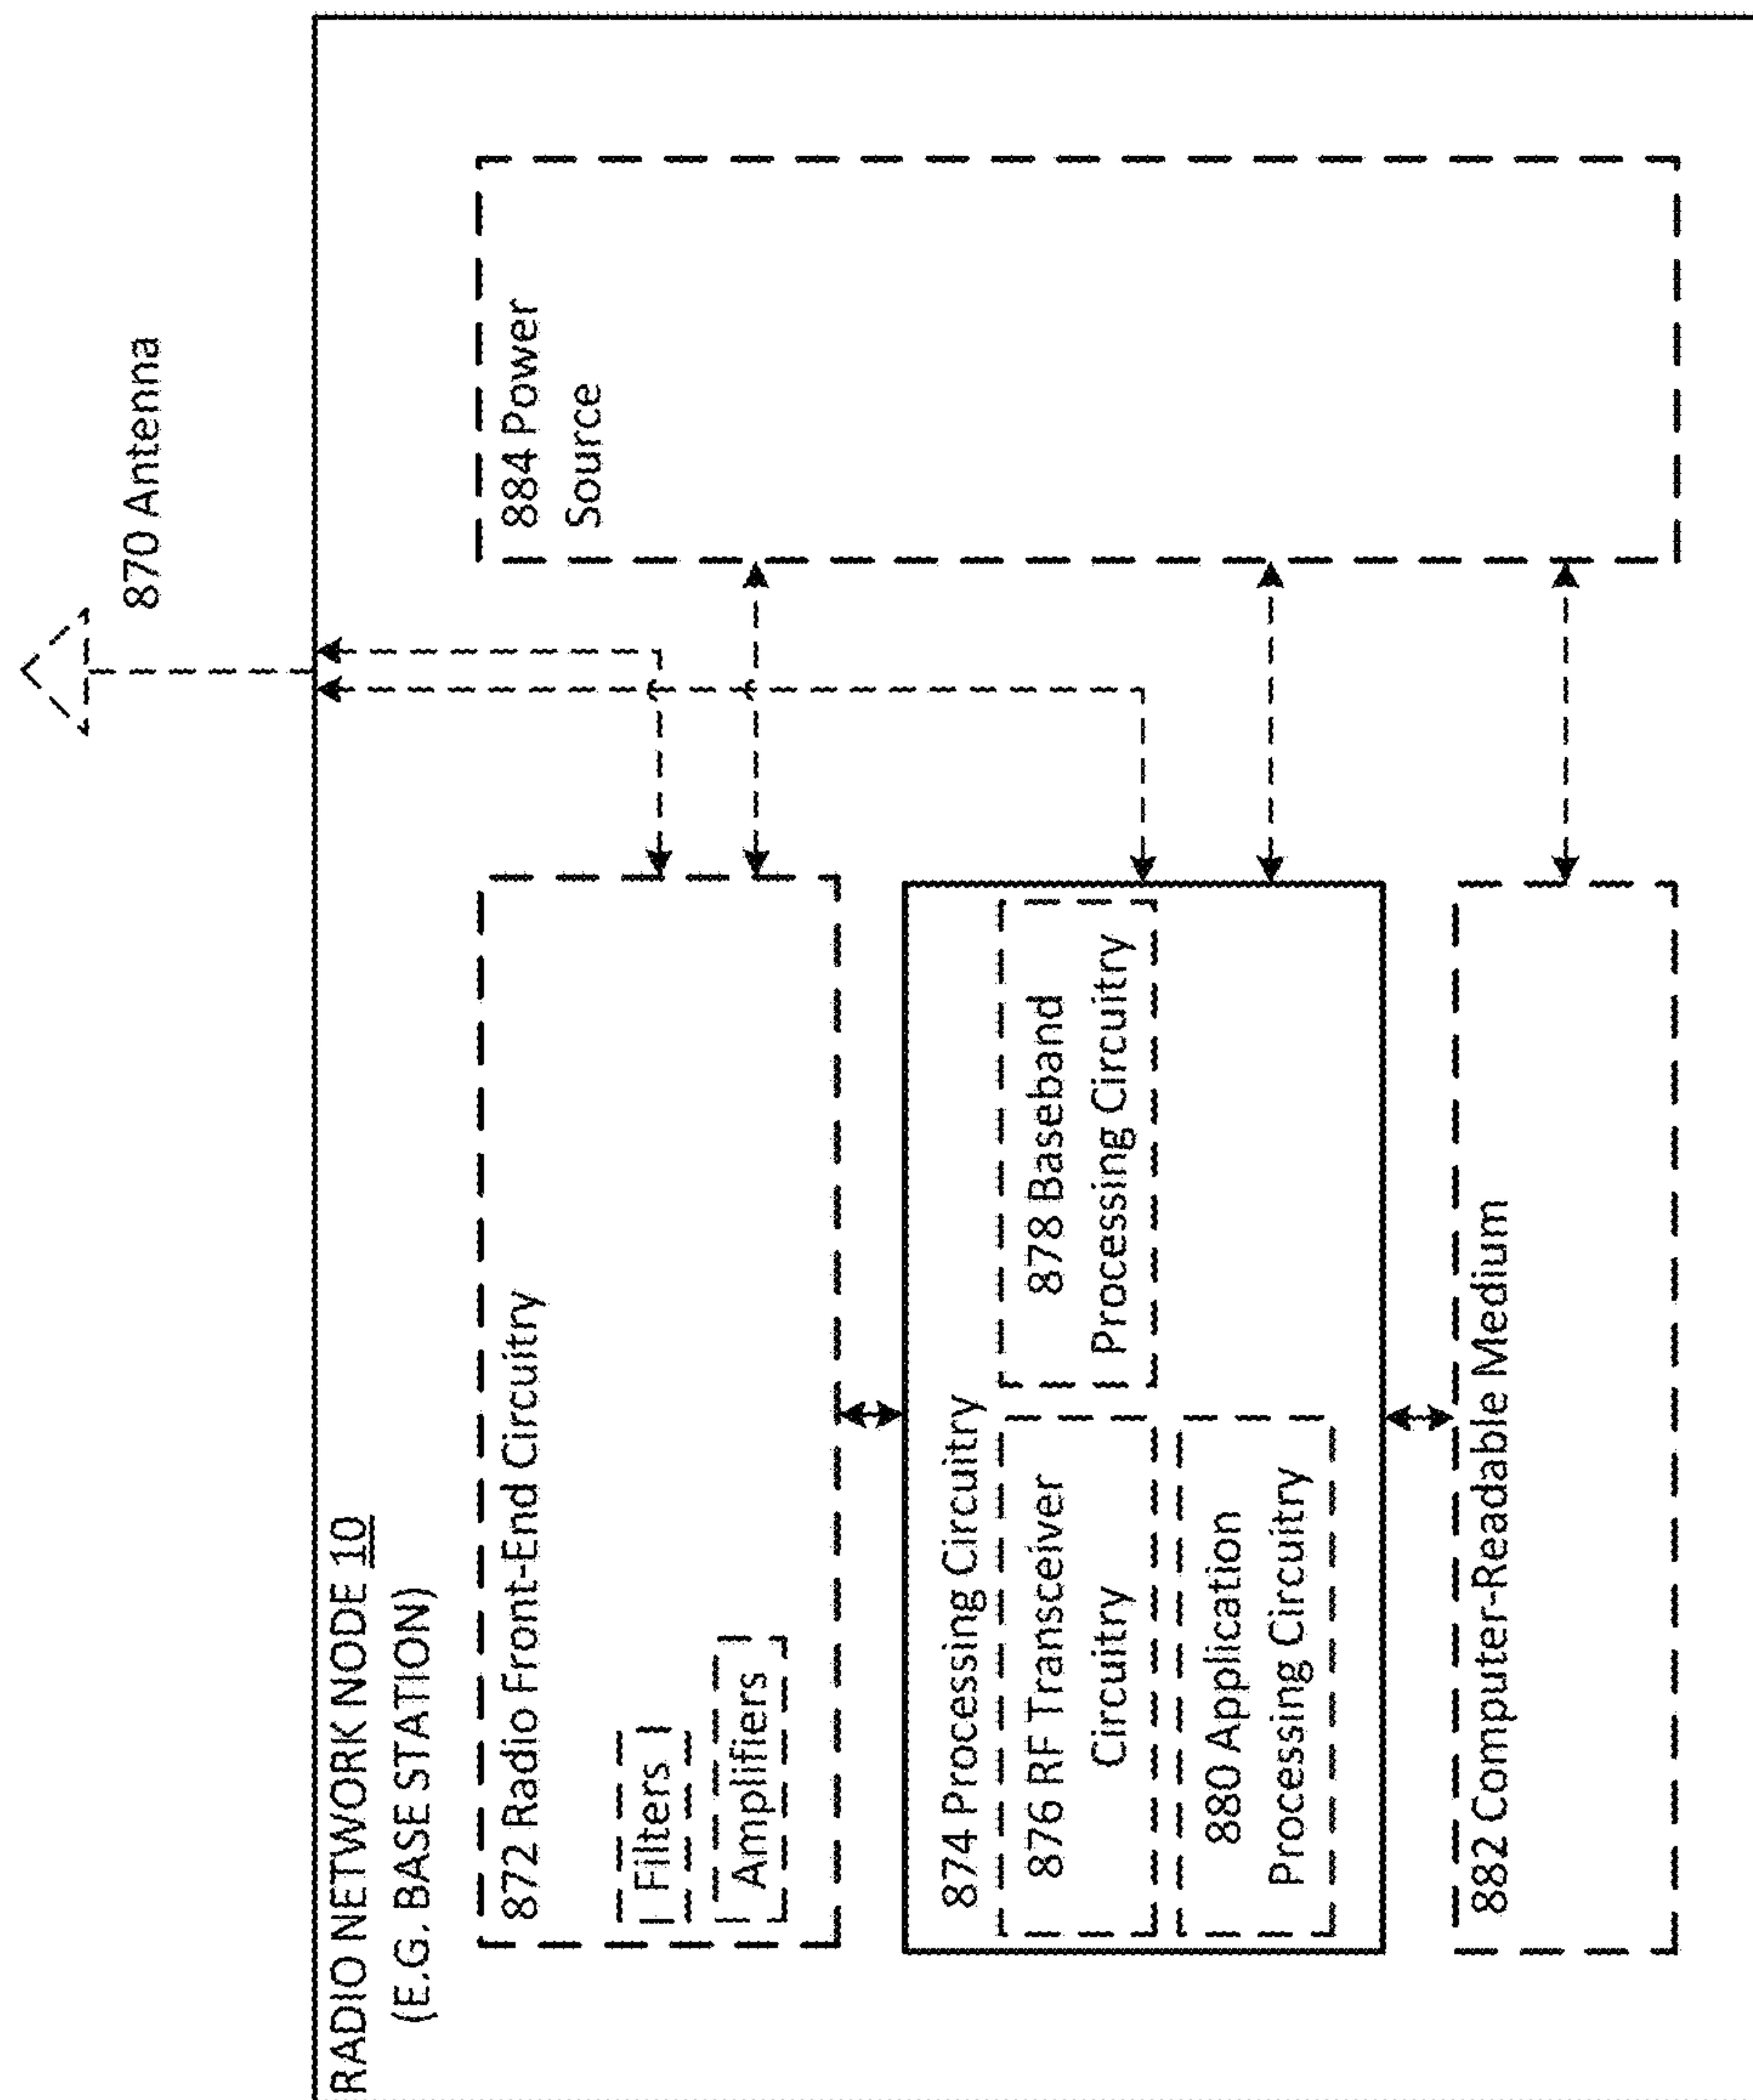 870 Antenna
RADIO NETWORK NODE 10
(E.G. BASE STATION)
872 Radio Front-End Circuitry
Filters
Amplifiers
874 Processing Circuitry
876 RF Transceiver
Circuitry
878 Baseband
Processing Circuitry
880 Application
Processing Circuitry
882 Computer-Readable Medium
884 Power
Source